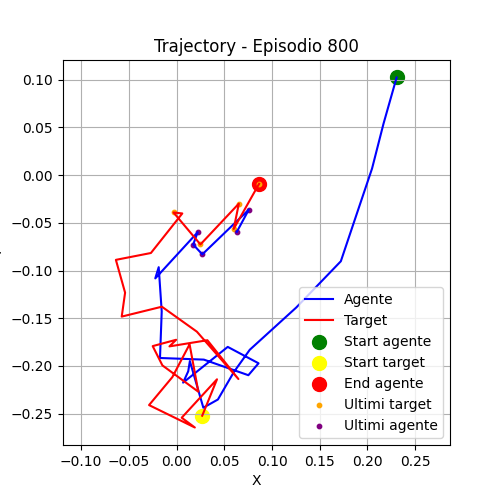 Trajectory - Episodio 800
0.10
0.05
0.00
−0.05
−0.10
−0.15
−0.20
−0.25
−0.10
−0.05
0.00
0.05
0.10
0.15
0.20
0.25
X
Agente
Target
Start agente
Start target
End agente
Ultimi target
Ultimi agente